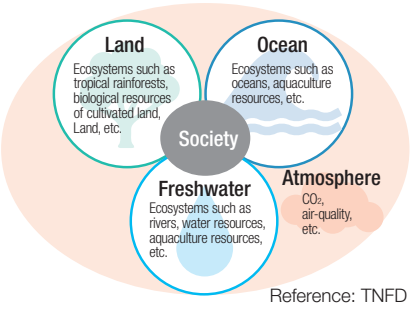 Land
Ecosystems such as
tropical rainforests,
biological resources
of cultivated land,
Land, etc.
Ocean
Ecosystems such as
oceans, aquaculture
resources, etc.
Society
Freshwater
Ecosystems such as
rivers, water resources,
aquaculture resources,
etc.
Atmosphere
CO₂,
air-quality,
etc.
Reference: TNFD